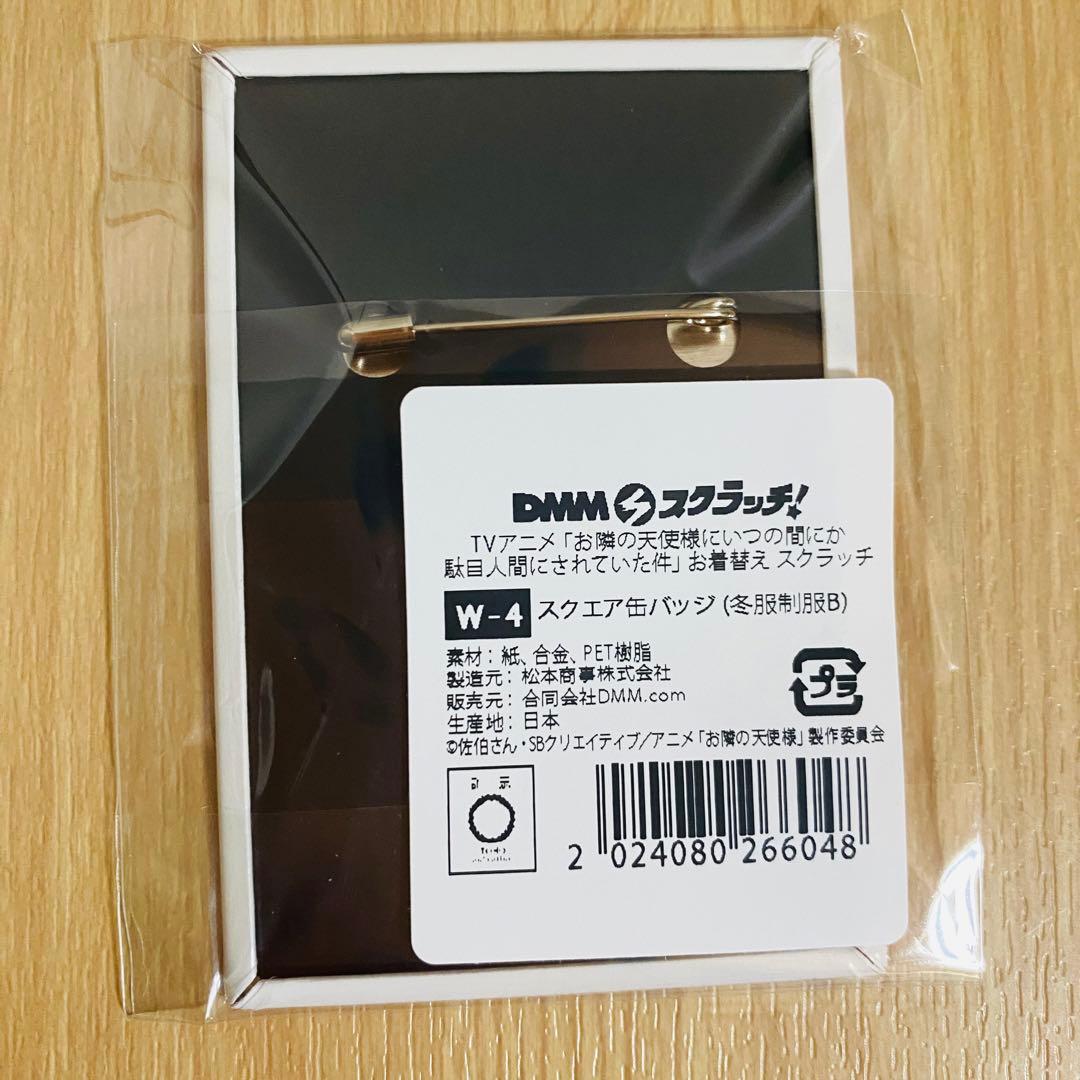 DMMスクラッチ!
TVアニメ「お隣の天使様にいつの間にか
駄目人間にされていた件」お着替え スクラッチ
W-4 スクエア缶バッジ (冬服制服B)
素材：紙、合金、PET樹脂
製造元：松本商事株式会社
販売元：合同会社DMM.com
生産地：日本
プラ
©佐伯さん・SBクリエイティブ/アニメ「お隣の天使様」製作委員会
2 024080 266048